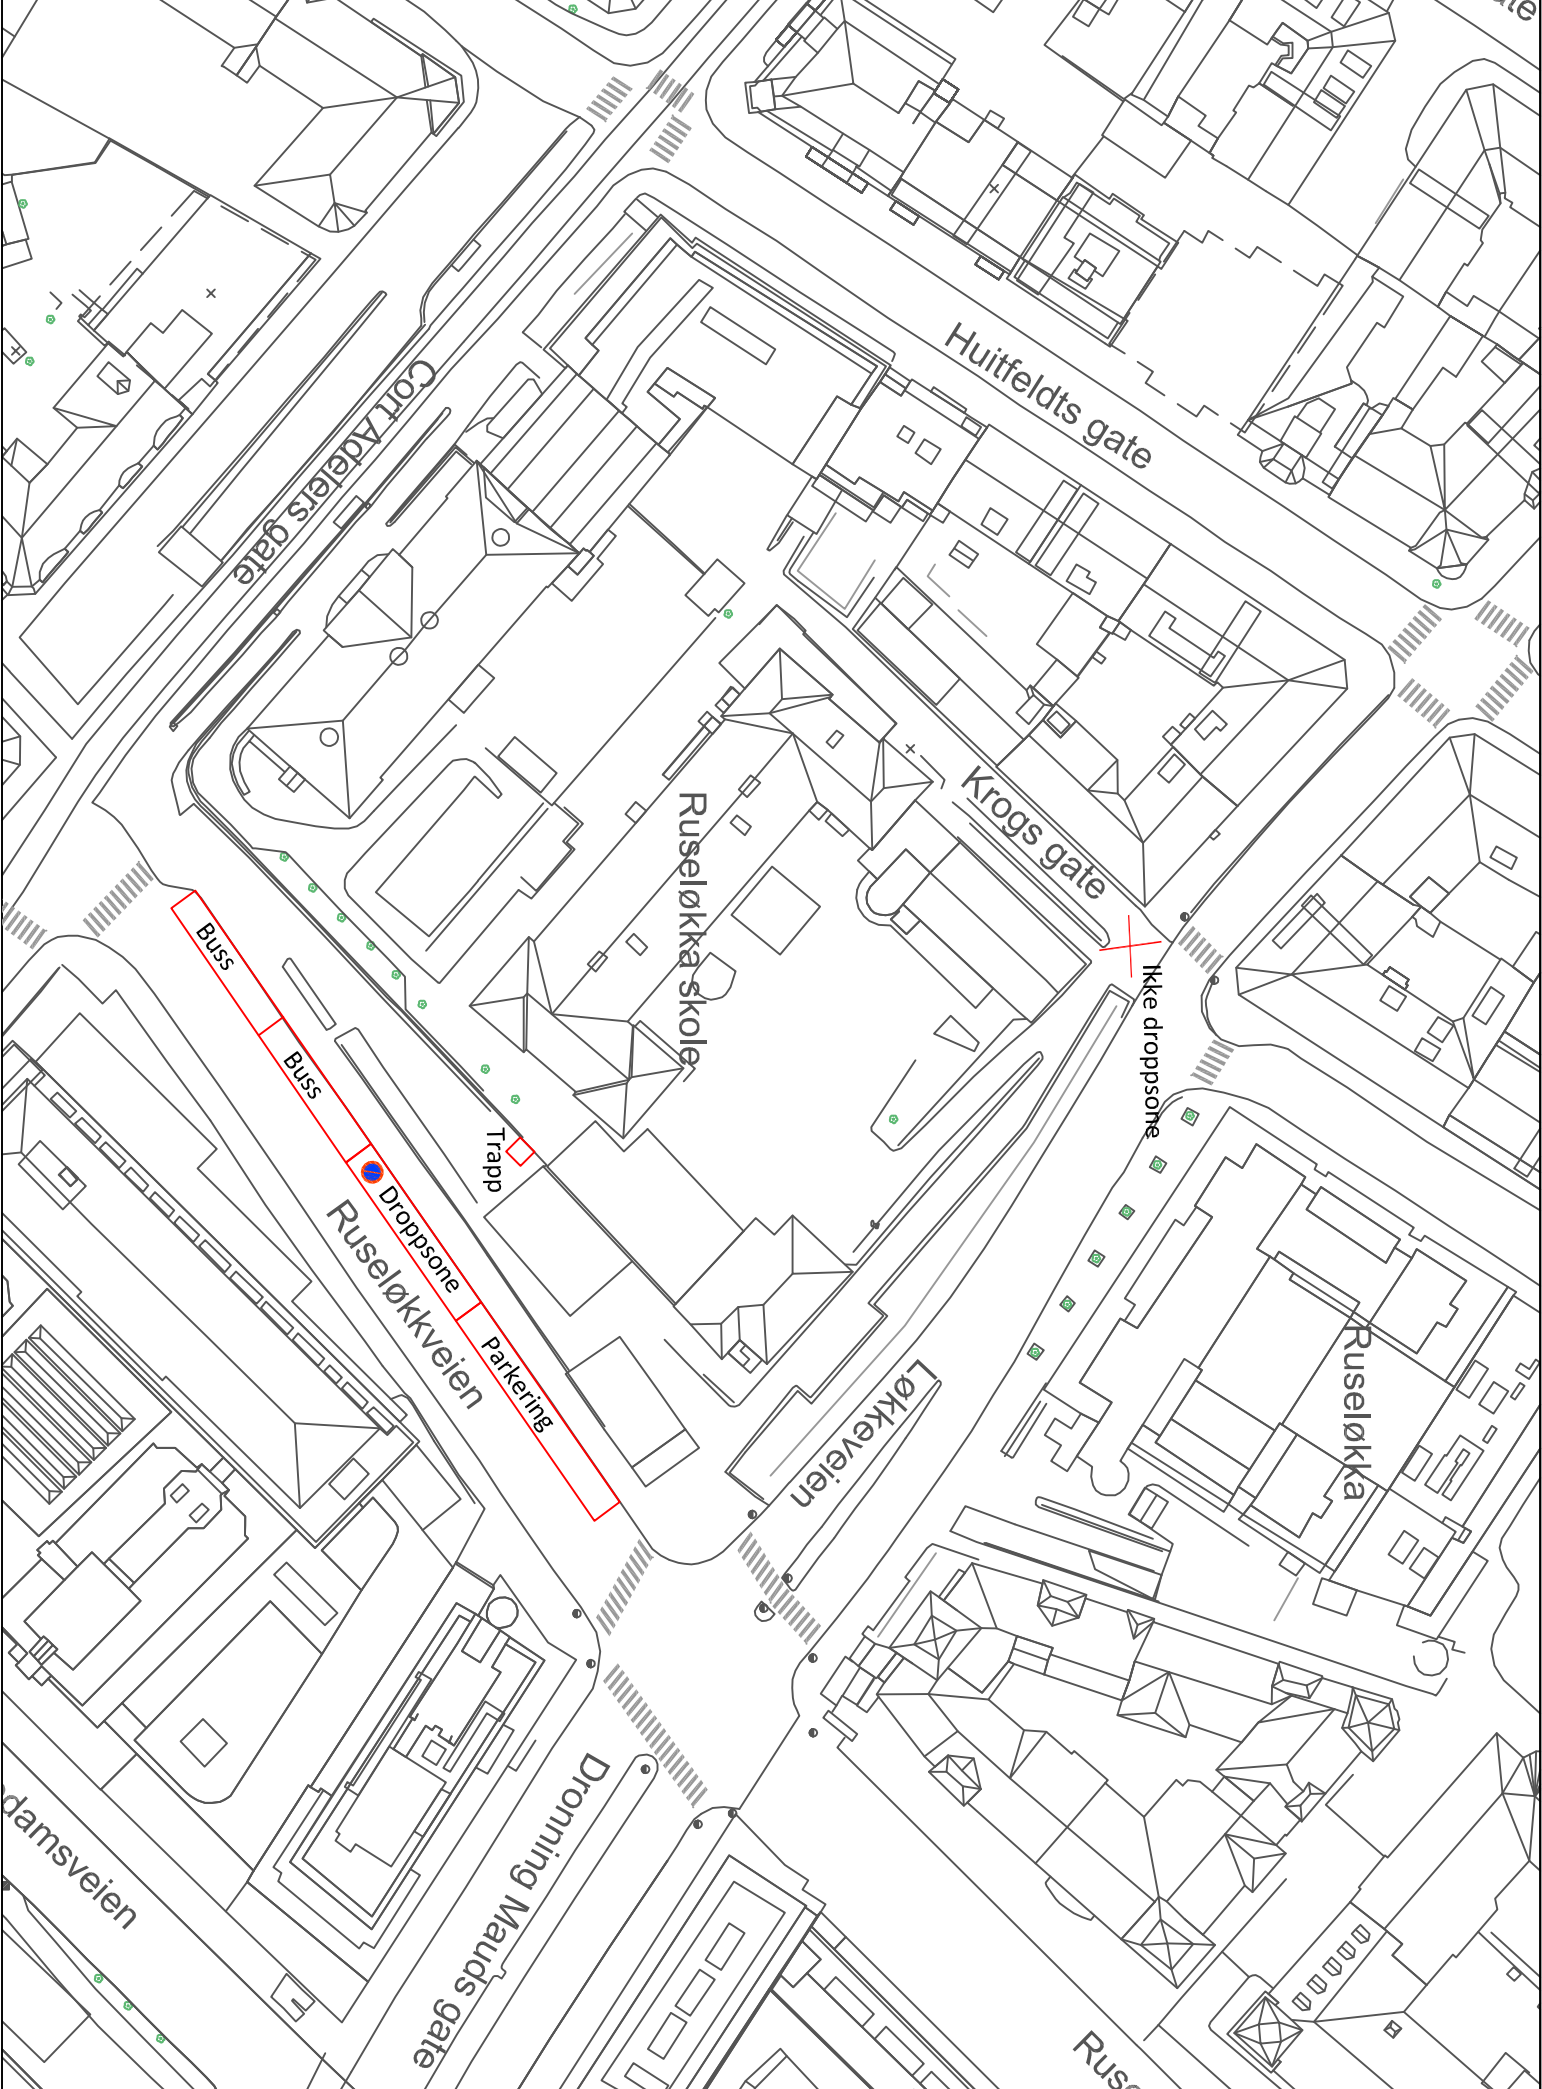 Huitfeldts gate
Cort Adelers gate
Krogs gate
Ruseløkka skole
Ikke droppsone
Buss
Buss
Trapp
Droppsone
Ruseløkkveien
Parkering
Løkkeveien
Ruseløkka
Dronning Mauds gate
damsveien
Rusø